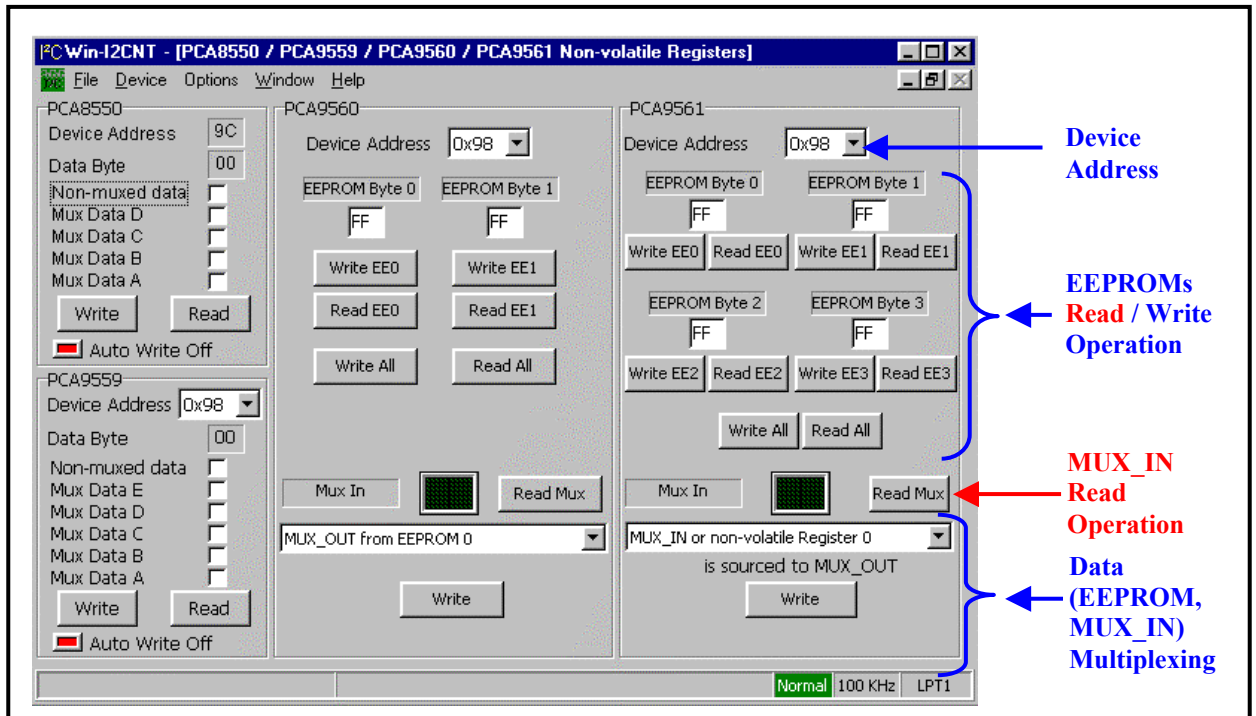 I²C Win-I2CNT - [PCA8550 / PCA9559 / PCA9560 / PCA9561 Non-volatile Registers]
File Device Options Window Help
PCA8550
Device Address 9C
Data Byte 00
Non-muxed data
Mux Data D
Mux Data C
Mux Data B
Mux Data A
Write Read
Auto Write Off
PCA9559
Device Address 0x98
Data Byte 00
Non-muxed data
Mux Data E
Mux Data D
Mux Data C
Mux Data B
Mux Data A
Write Read
Auto Write Off
PCA9560
Device Address 0x98
EEPROM Byte 0 EEPROM Byte 1
FF FF
Write EE0 Write EE1
Read EE0 Read EE1
Write All Read All
Mux In Read Mux
MUX_OUT from EEPROM 0
Write
PCA9561
Device Address 0x98
EEPROM Byte 0 EEPROM Byte 1
FF FF
Write EE0 Read EE0 Write EE1 Read EE1
EEPROM Byte 2 EEPROM Byte 3
FF FF
Write EE2 Read EE2 Write EE3 Read EE3
Write All Read All
Mux In Read Mux
MUX_IN or non-volatile Register 0
is sourced to MUX_OUT
Write
Normal 100 KHz LPT1
Device
Address
EEPROMs
Read / Write
Operation
MUX_IN
Read
Operation
Data
(EEPROM,
MUX_IN)
Multiplexing